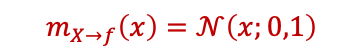 m_{X→f}(x) = 𝒩(x; 0,1)